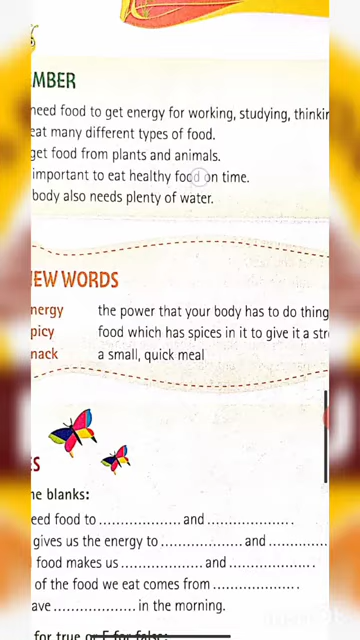 MBER
need food to get energy for working, studying, thinkin
eat many different types of food.
get food from plants and animals.
important to eat healthy food on time.
body also needs plenty of water.
EW WORDS
nergy the power that your body has to do thing
picy food which has spices in it to give it a str
nack a small, quick meal
ES
he blanks:
eed food to .................... and .................... .
gives us the energy to .................... and ....................
food makes us .................... and .................... .
of the food we eat comes from .................... .
ave .................... in the morning.
for true or F for false: